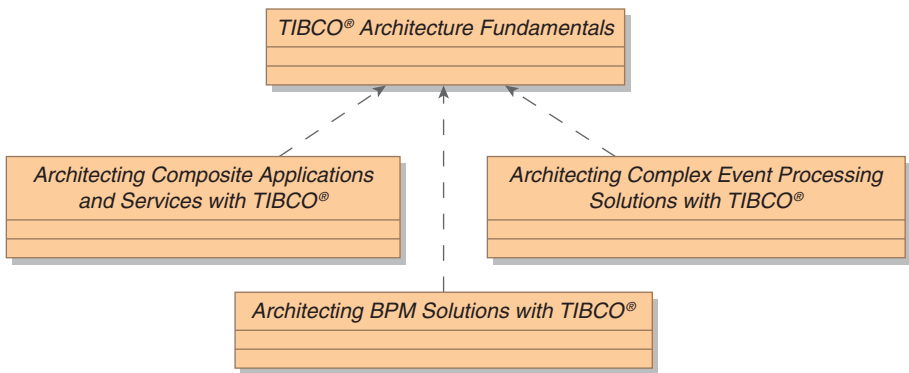 TIBCO® Architecture Fundamentals
Architecting Composite Applications
and Services with TIBCO®
Architecting Complex Event Processing
Solutions with TIBCO®
Architecting BPM Solutions with TIBCO®